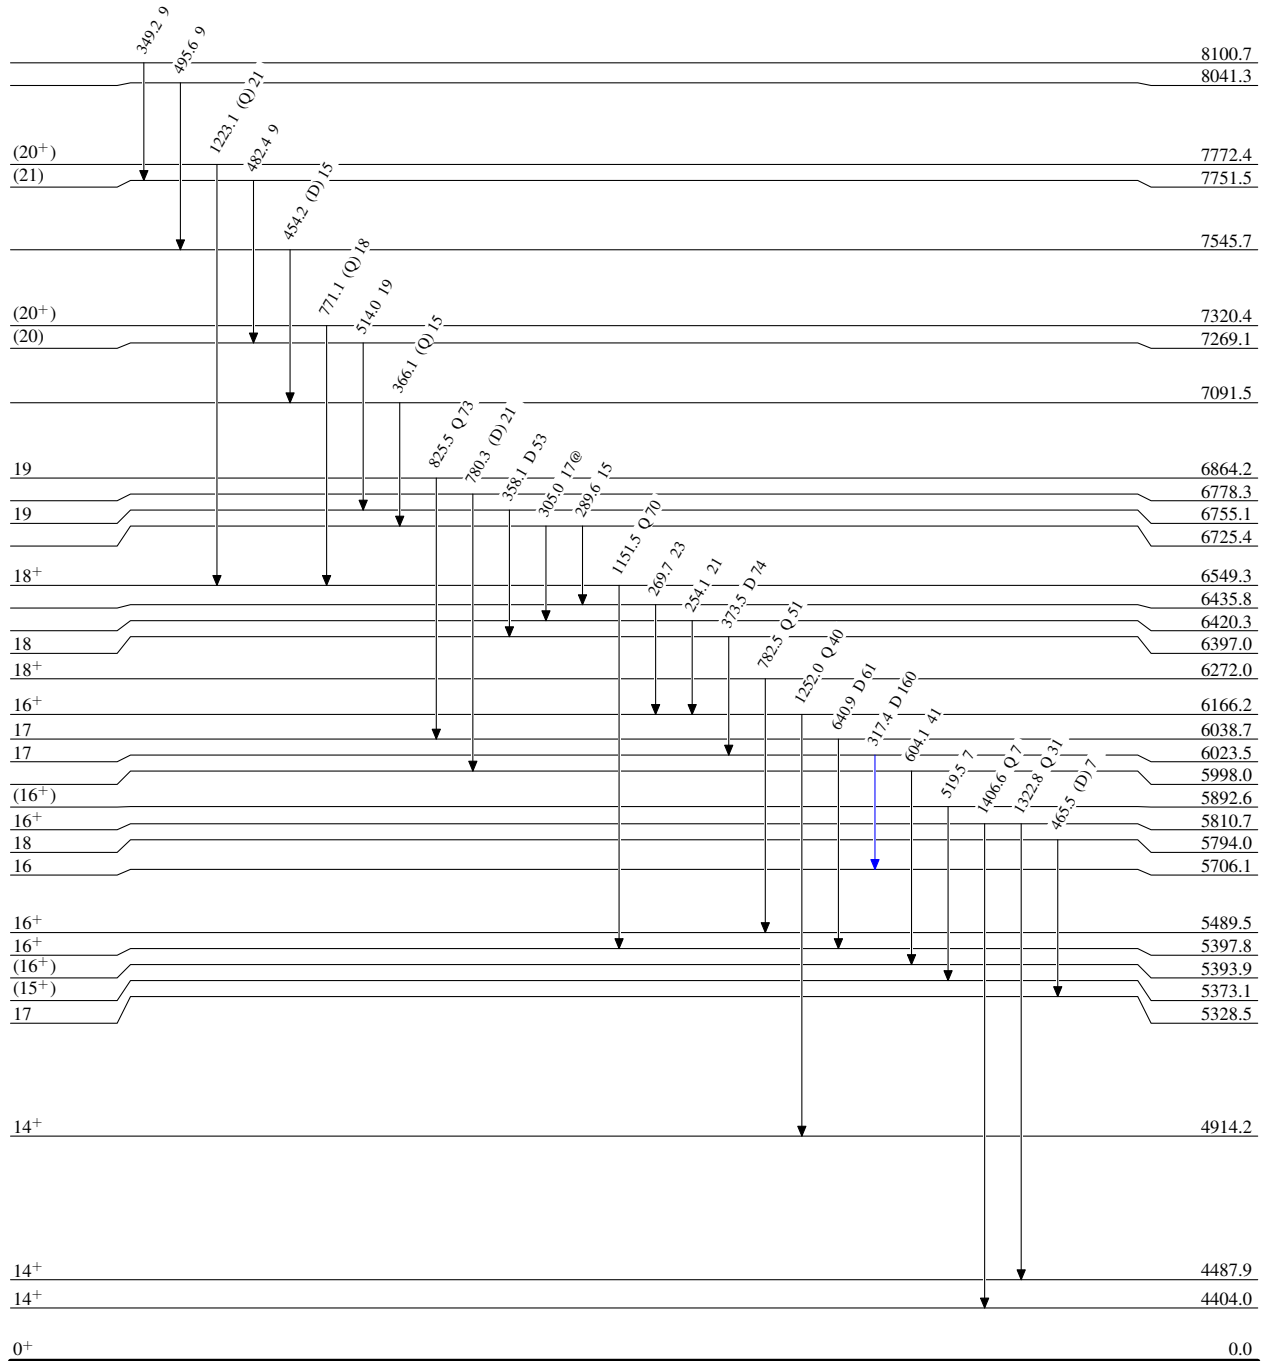 349.2 9
8100.7
495.6 9
8041.3
1223.1 (Q) 21
(20+) 7772.4
482.4 9
(21) 7751.5
454.2 (D) 15
7545.7
771.1 (Q) 18
(20+) 7320.4
514.0 19
(20) 7269.1
366.1 (Q) 15
7091.5
825.5 Q 73
19 6864.2
780.3 (D) 21
6778.3
358.1 D 53
19 6755.1
305.0 17@
289.6 15
6725.4
1151.5 Q 70
18+ 6549.3
269.7 23
6435.8
254.1 21
6420.3
373.5 D 74
18 6397.0
782.5 Q 51
18+ 6272.0
1252.0 Q 40
16+ 6166.2
640.9 D 61
17 6038.7
317.4 D 160
17 6023.5
604.1 41
5998.0
519.5 7
(16+) 5892.6
1406.6 Q 7
1322.8 Q 31
16+ 5810.7
465.5 (D) 7
18 5794.0
16 5706.1
16+ 5489.5
16+ 5397.8
(16+) 5393.9
(15+) 5373.1
17 5328.5
14+ 4914.2
14+ 4487.9
14+ 4404.0
0+ 0.0